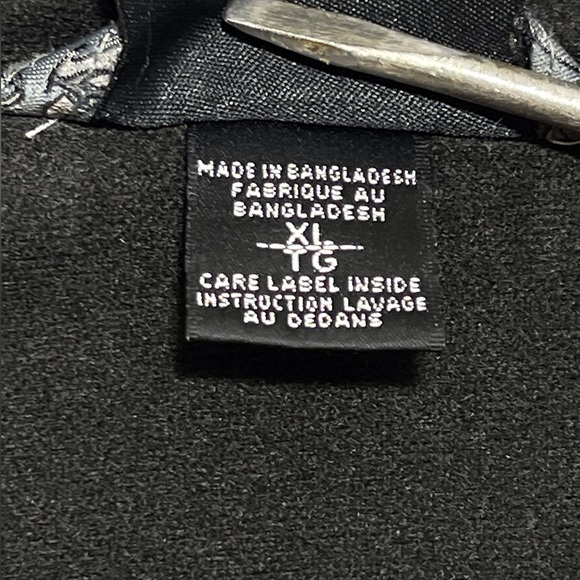 MADE IN BANGLADESH
FABRIQUE AU
BANGLADESH
XL
TG
CARE LABEL INSIDE
INSTRUCTION LAVAGE
AU DEDANS